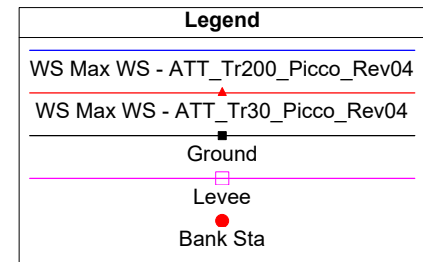 Legend
WS Max WS - ATT_Tr200_Picco_Rev04
WS Max WS - ATT_Tr30_Picco_Rev04
Ground
Levee
Bank Sta